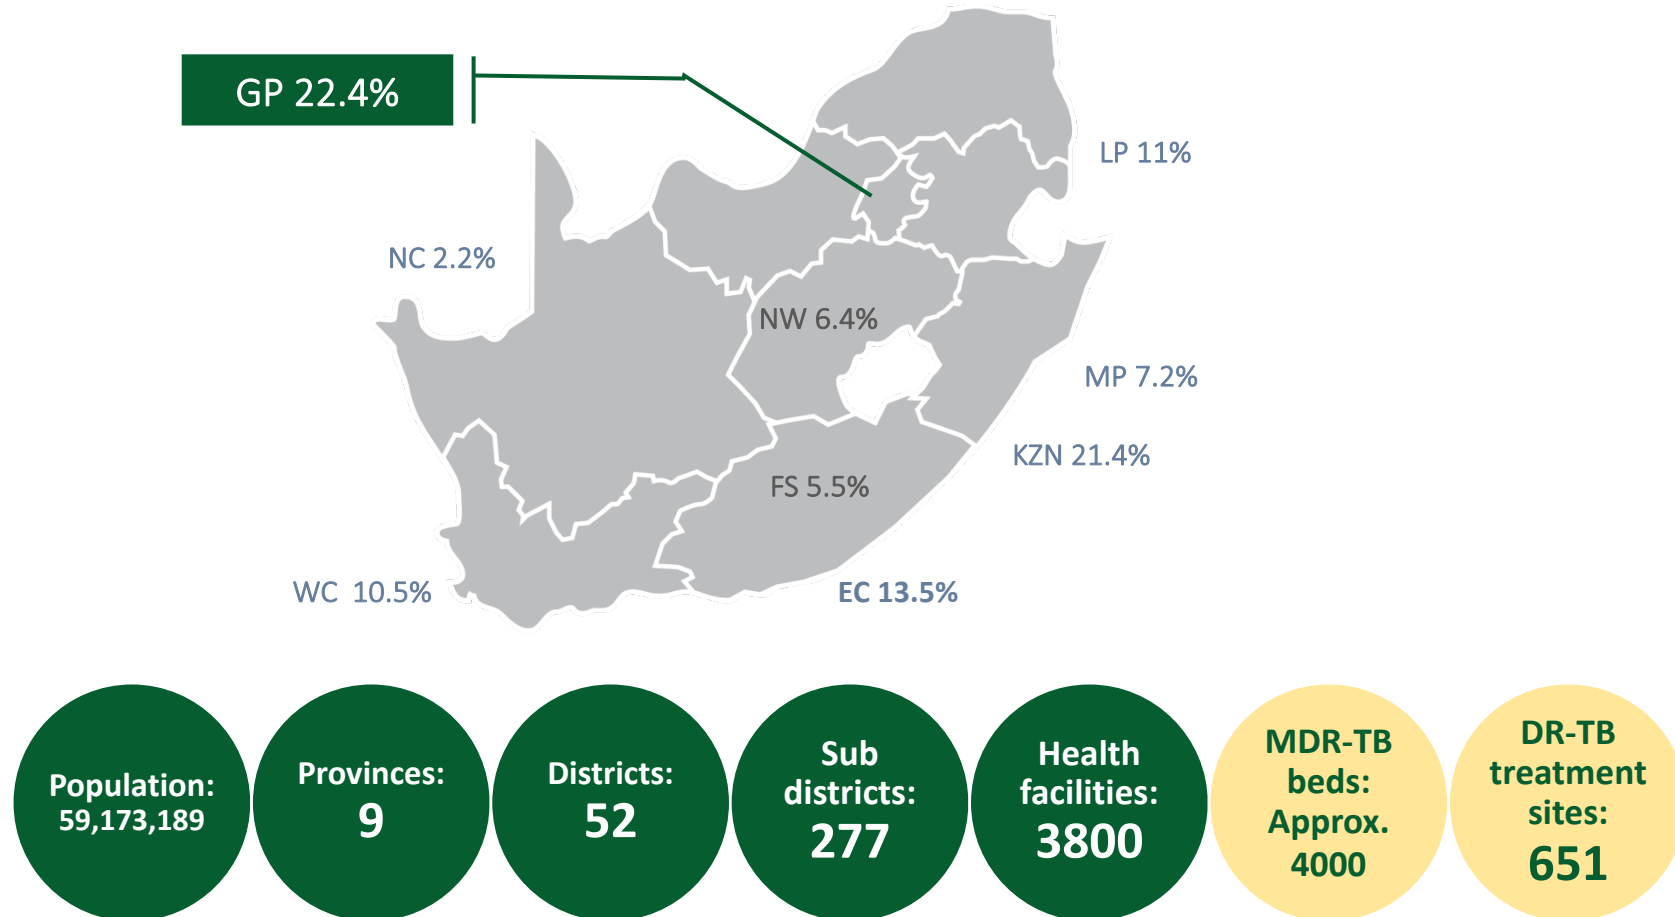 GP 22.4%
LP 11%
NC 2.2%
NW 6.4%
MP 7.2%
KZN 21.4%
FS 5.5%
WC 10.5%
EC 13.5%
Population:
59,173,189
Provinces:
9
Districts:
52
Sub
districts:
277
Health
facilities:
3800
MDR-TB
beds:
Approx.
4000
DR-TB
treatment
sites:
651